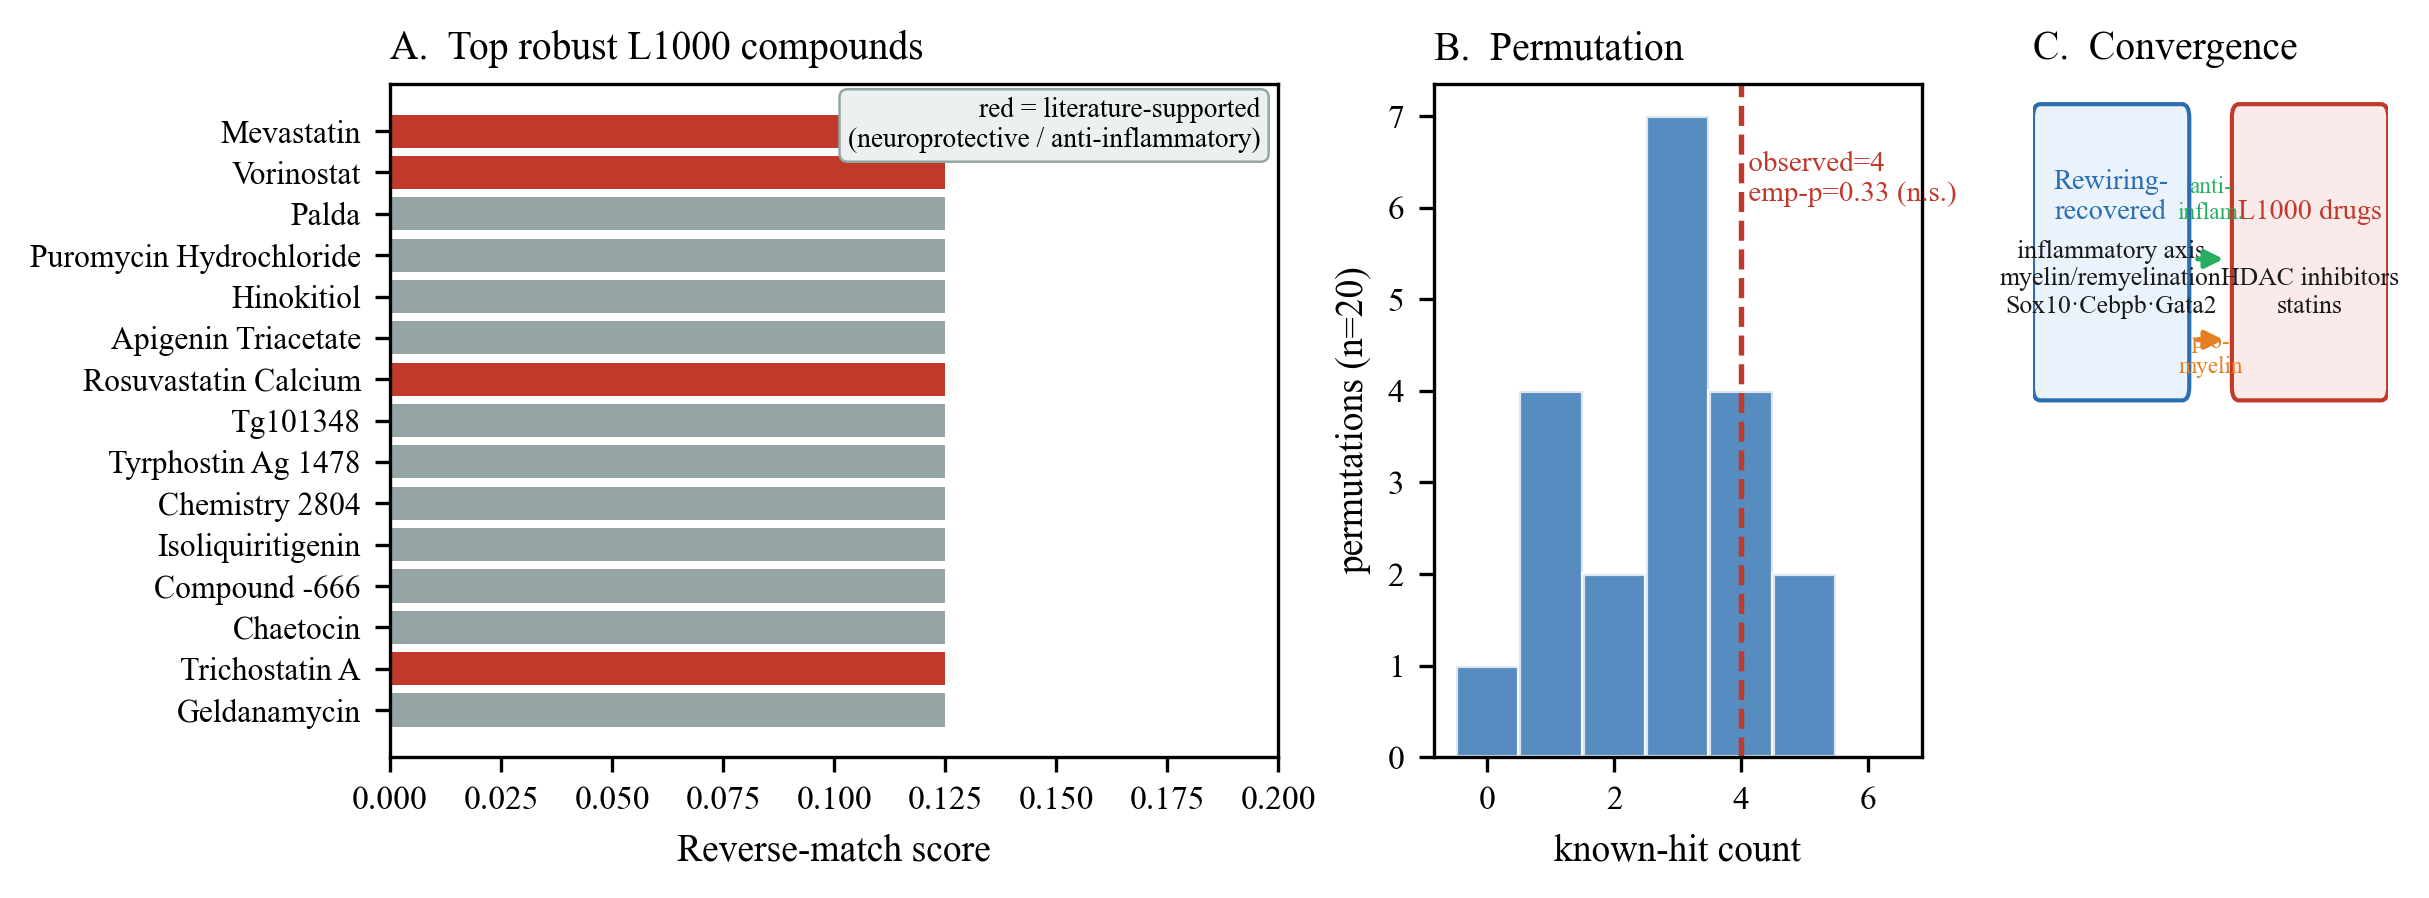 A. Top robust L1000 compounds
red = literature-supported
(neuroprotective / anti-inflammatory)
Mevastatin
Vorinostat
Palda
Puromycin Hydrochloride
Hinokitiol
Apigenin Triacetate
Rosuvastatin Calcium
Tg101348
Tyrphostin Ag 1478
Chemistry 2804
Isoliquiritigenin
Compound -666
Chaetocin
Trichostatin A
Geldanamycin
0.000 0.025 0.050 0.075 0.100 0.125 0.150 0.175 0.200
Reverse-match score
B. Permutation
permutations (n=20)
7
6
5
4
3
2
1
0
observed=4
emp-p=0.33 (n.s.)
0 2 4 6
known-hit count
C. Convergence
Rewiring-
recovered
inflammatory axis
myelin/remyelination
Sox10·Cebpb·Gata2
anti-
inflam.
pro-
myelin
L1000 drugs
HDAC inhibitors
statins